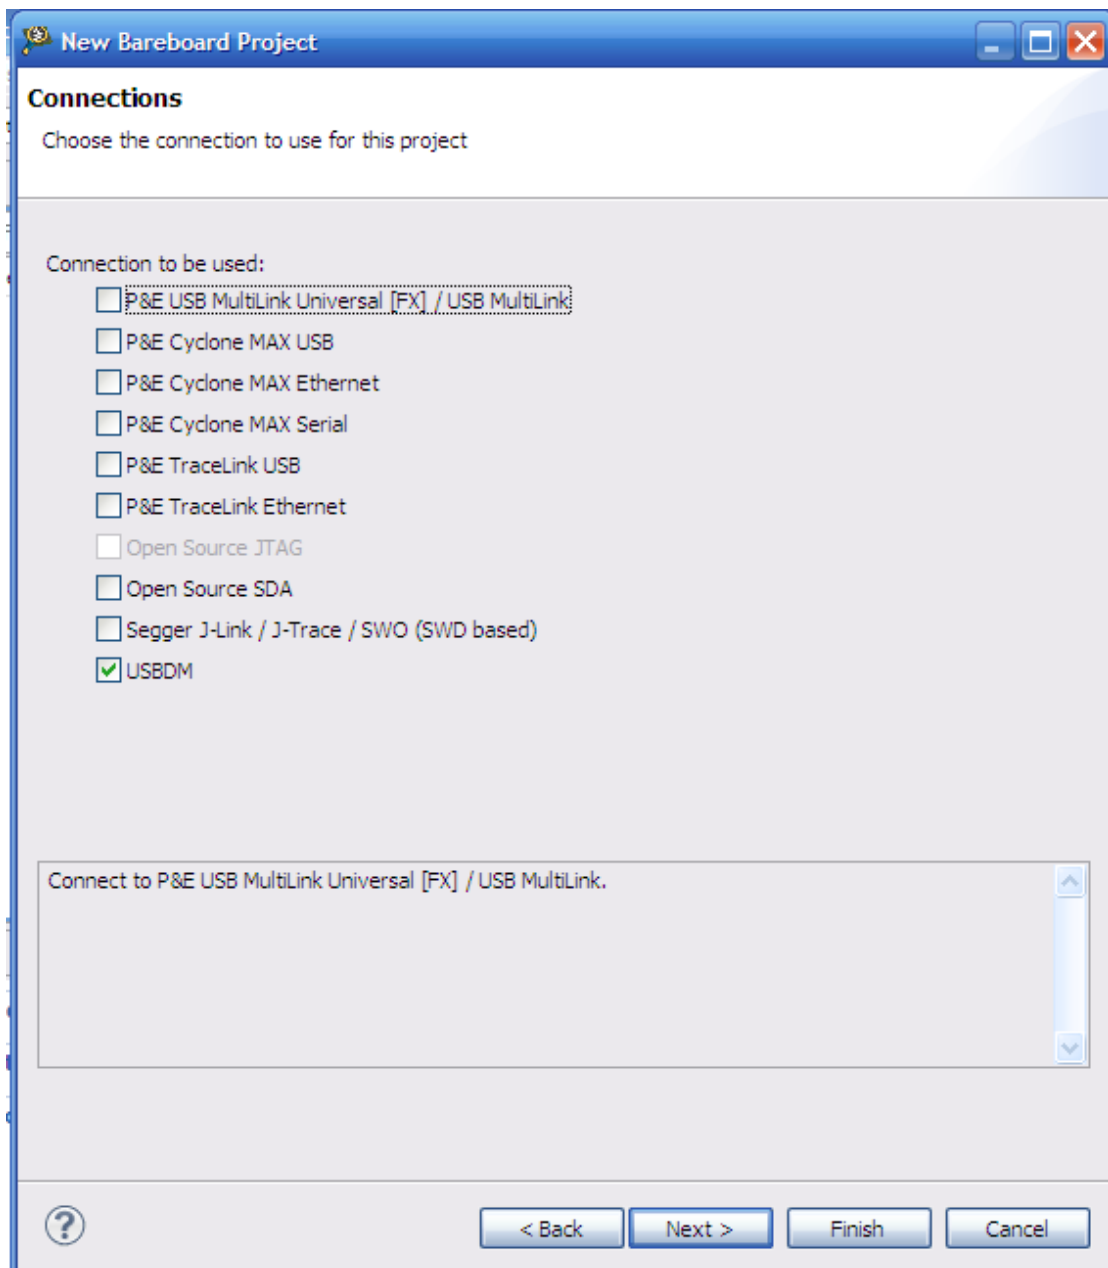 New Bareboard Project
Connections
Choose the connection to use for this project
Connection to be used:
P&E USB MultiLink Universal [FX] / USB MultiLink
P&E Cyclone MAX USB
P&E Cyclone MAX Ethernet
P&E Cyclone MAX Serial
P&E TraceLink USB
P&E TraceLink Ethernet
Open Source JTAG
Open Source SDA
Segger J-Link / J-Trace / SWO (SWD based)
USBDM
Connect to P&E USB MultiLink Universal [FX] / USB MultiLink.
? < Back Next > Finish Cancel